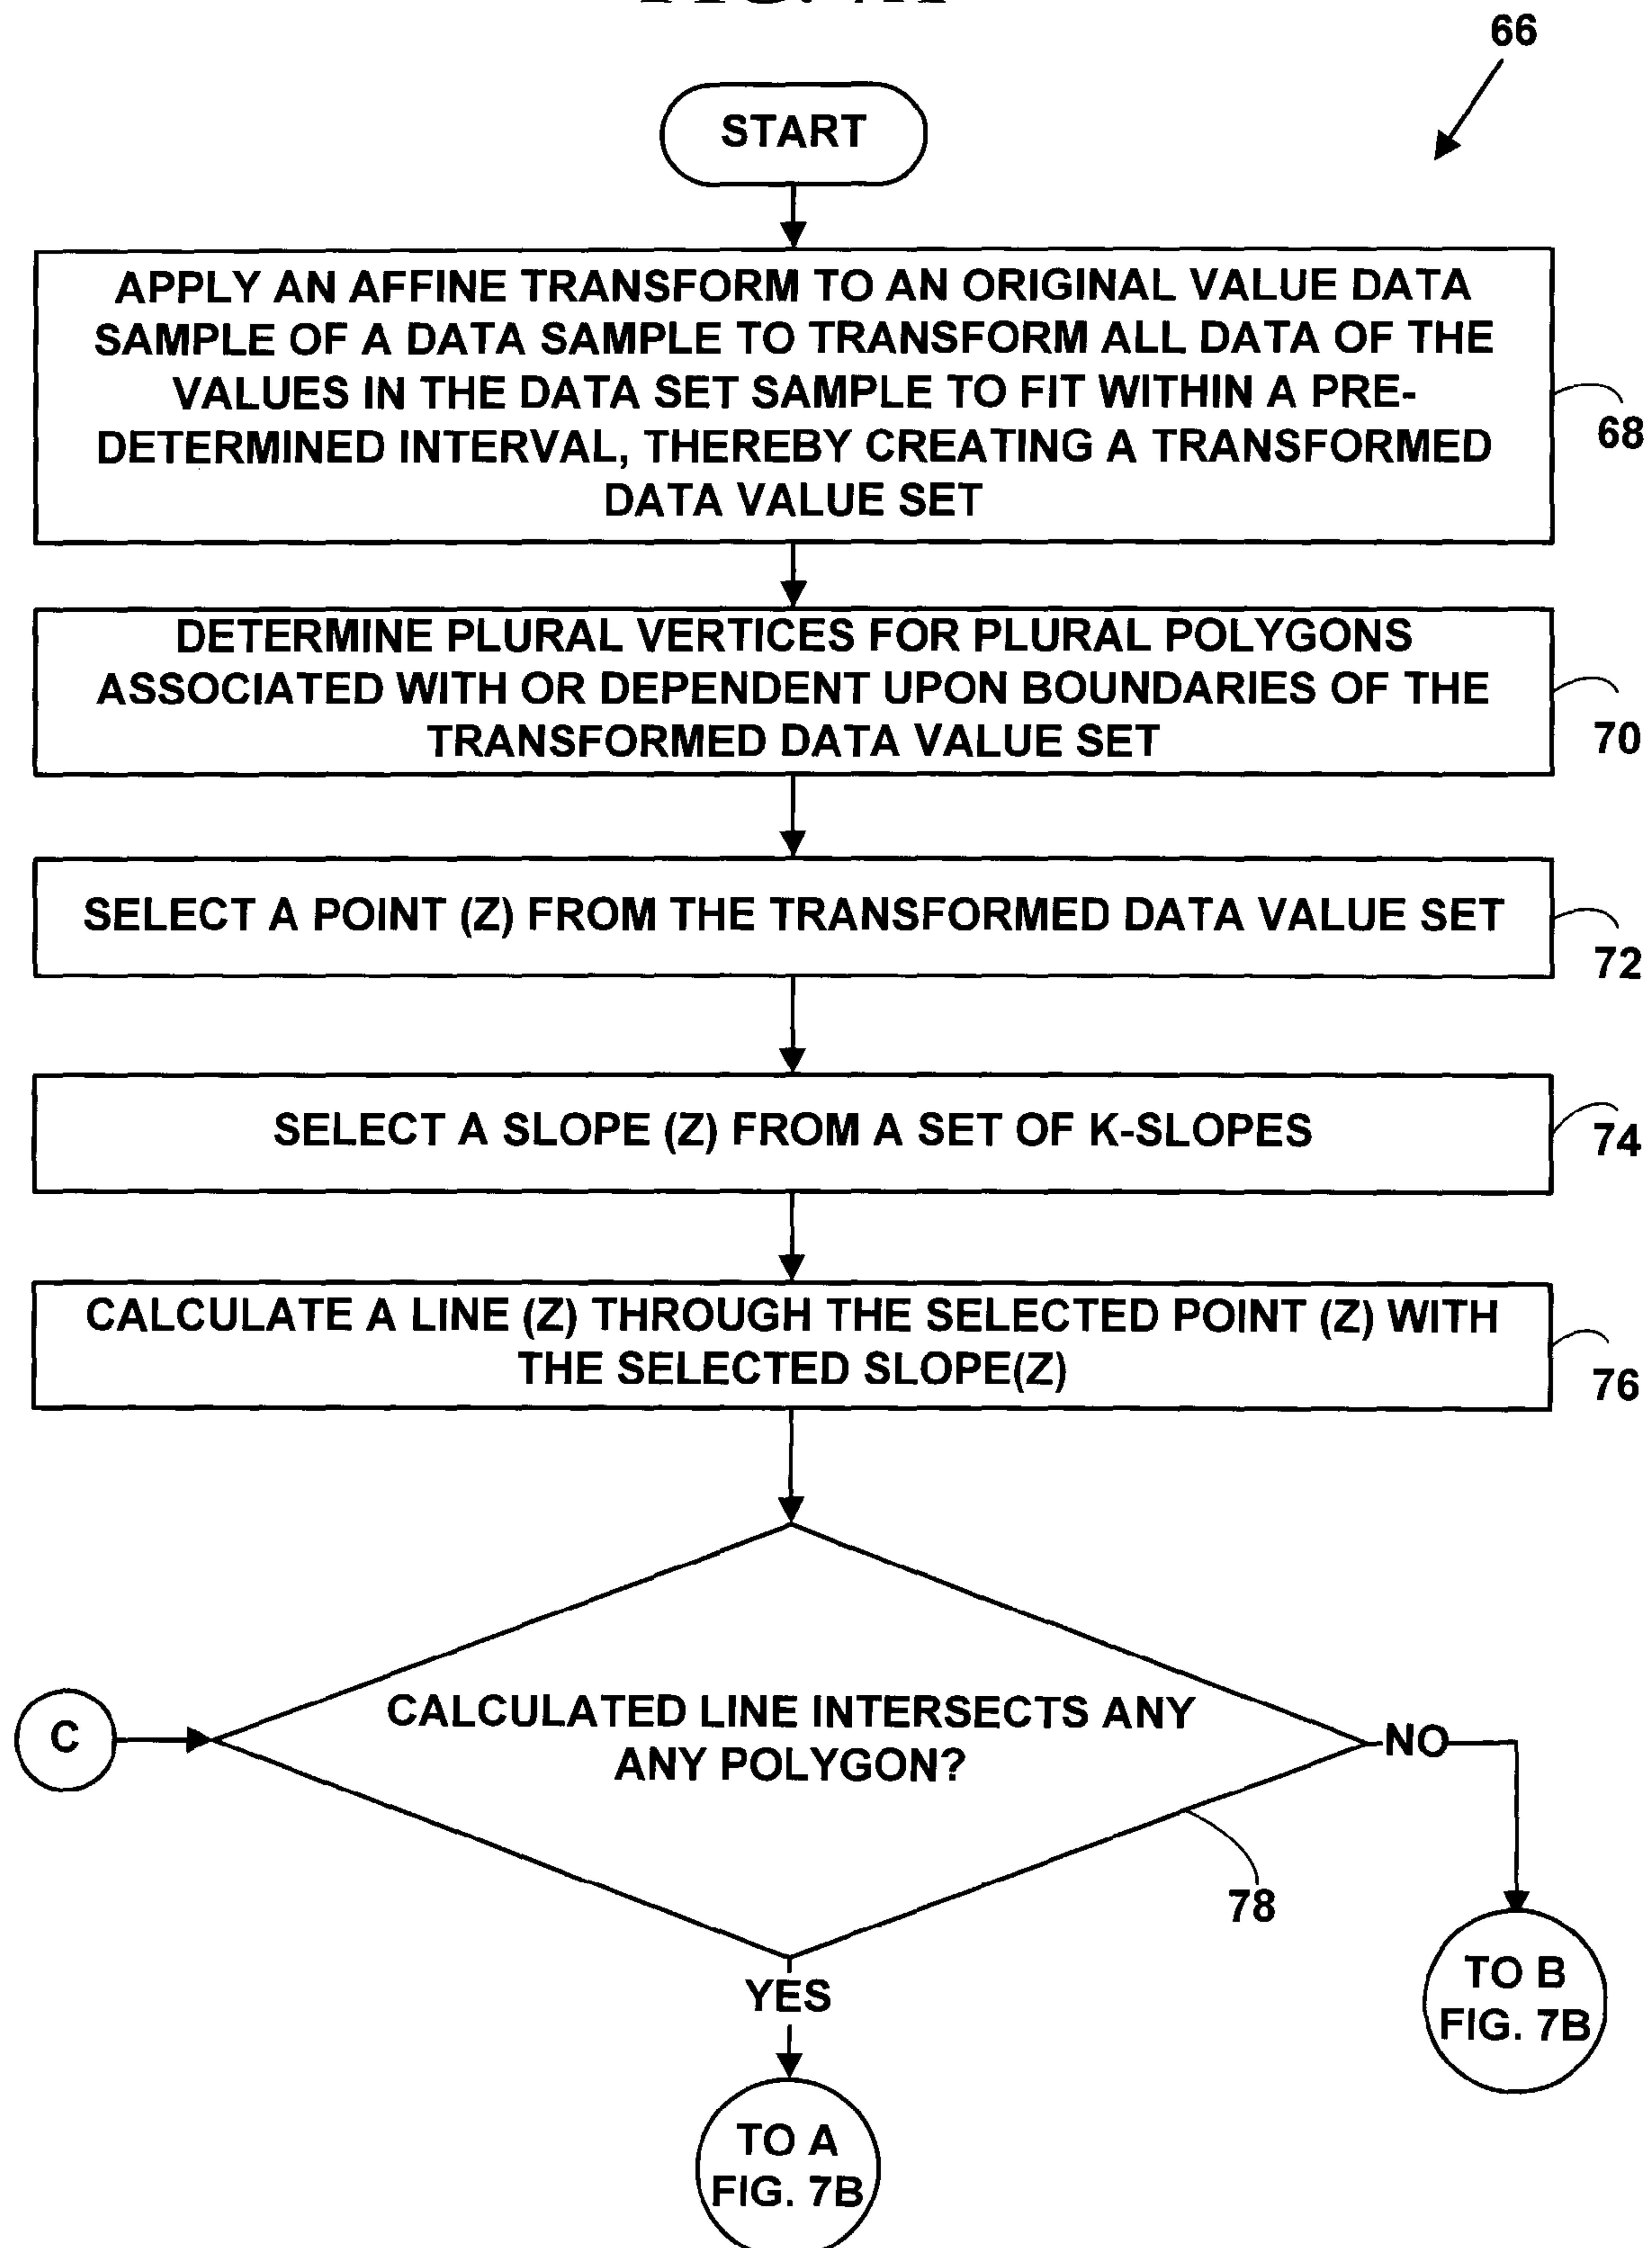 66
START
APPLY AN AFFINE TRANSFORM TO AN ORIGINAL VALUE DATA
SAMPLE OF A DATA SAMPLE TO TRANSFORM ALL DATA OF THE
VALUES IN THE DATA SET SAMPLE TO FIT WITHIN A PRE-
DETERMINED INTERVAL, THEREBY CREATING A TRANSFORMED
DATA VALUE SET
68
DETERMINE PLURAL VERTICES FOR PLURAL POLYGONS
ASSOCIATED WITH OR DEPENDENT UPON BOUNDARIES OF THE
TRANSFORMED DATA VALUE SET
70
SELECT A POINT (Z) FROM THE TRANSFORMED DATA VALUE SET
72
SELECT A SLOPE (Z) FROM A SET OF K-SLOPES
74
CALCULATE A LINE (Z) THROUGH THE SELECTED POINT (Z) WITH
THE SELECTED SLOPE(Z)
76
C
CALCULATED LINE INTERSECTS ANY
ANY POLYGON?
NO
78
YES
TO B
FIG. 7B
TO A
FIG. 7B